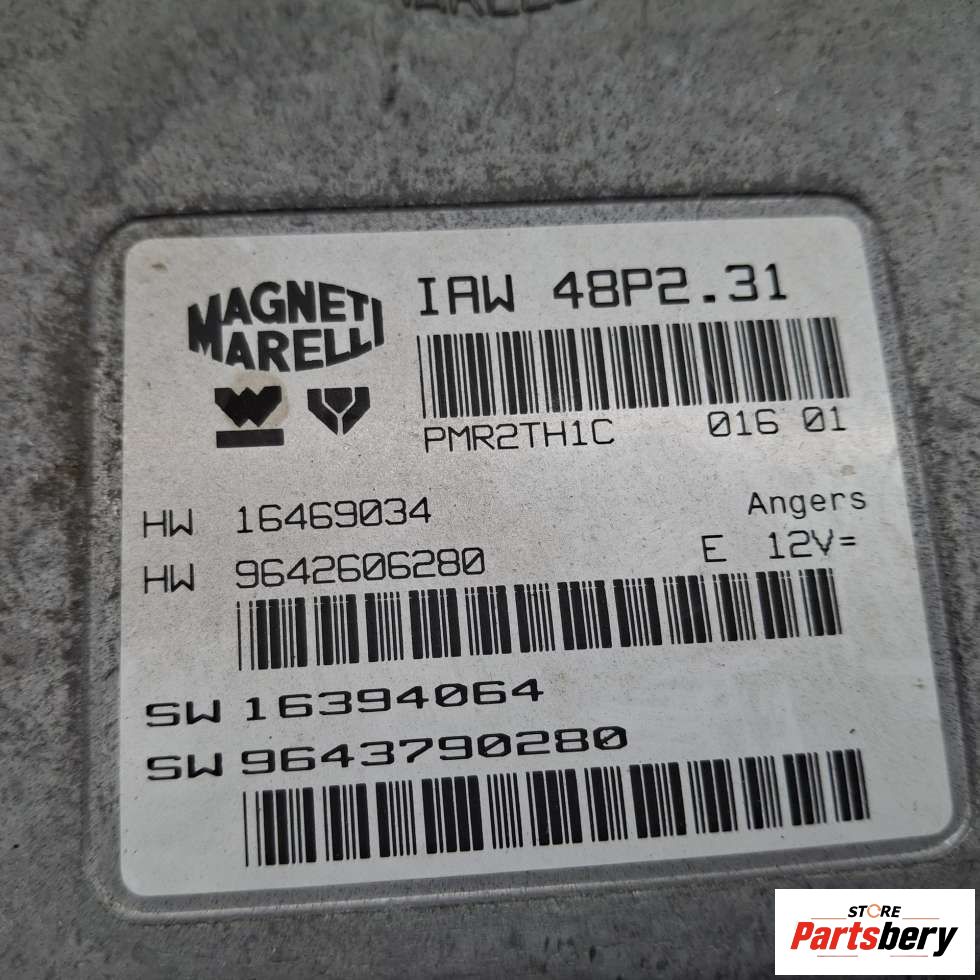 MAGNETI MARELLI
IAW 48P2.31
PMR2TH1C 016 01
HW 16469034
Angers
HW 9642606280
E 12V=
SW 16394064
SW 9643790280
STORE
Partsbery